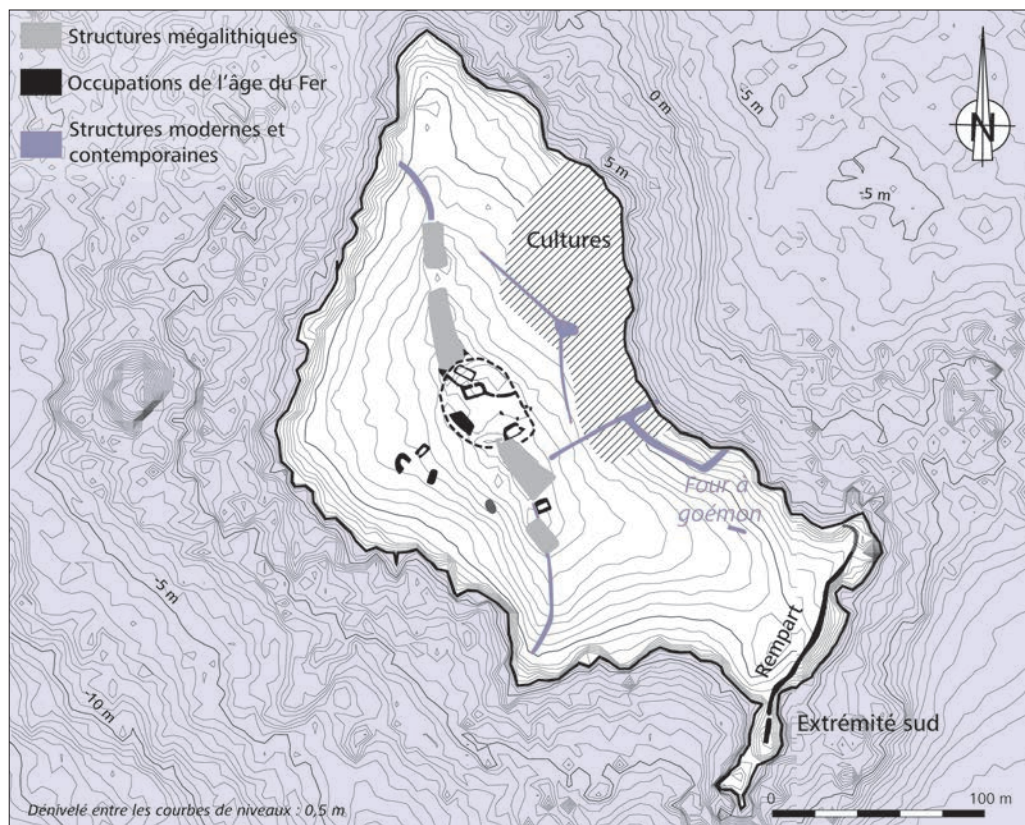 Structures mégalithiques
Occupations de l'âge du Fer
Structures modernes et
contemporaines
N
0 m
-5 m
5 m
-5 m
Cultures
Four a
goémon
-5 m
Rempart
-10 m
Extrémité sud
Dénivelé entre les courbes de niveaux : 0,5 m
0
100 m